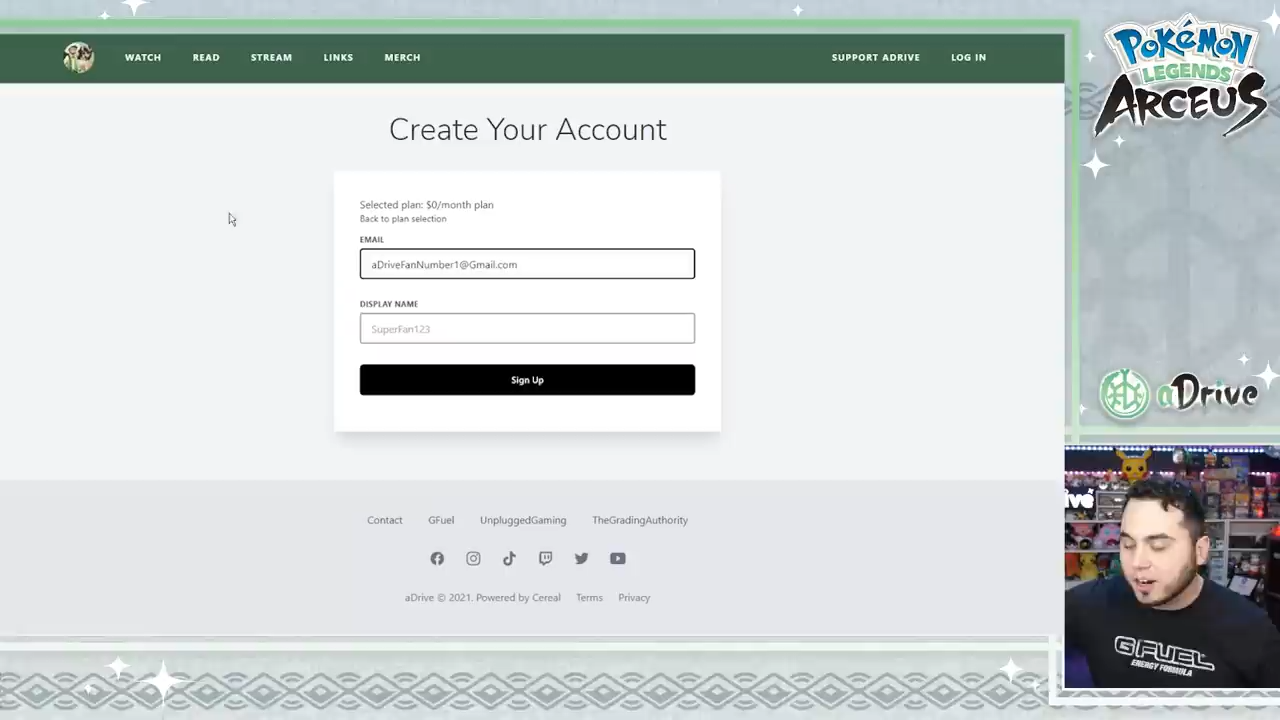 WATCH READ STREAM LINKS MERCH SUPPORT ADRIVE LOG IN
POKéMON
LEGENDS
ARCEUS
Create Your Account
Selected plan: $0/month plan
Back to plan selection
EMAIL
aDriveFanNumber1@Gmail.com
DISPLAY NAME
SuperFan123
Sign Up
aDrive
Contact GFuel UnpluggedGaming TheGradingAuthority
aDrive © 2021. Powered by Cereal Terms Privacy
G FUEL
ENERGY FORMULA